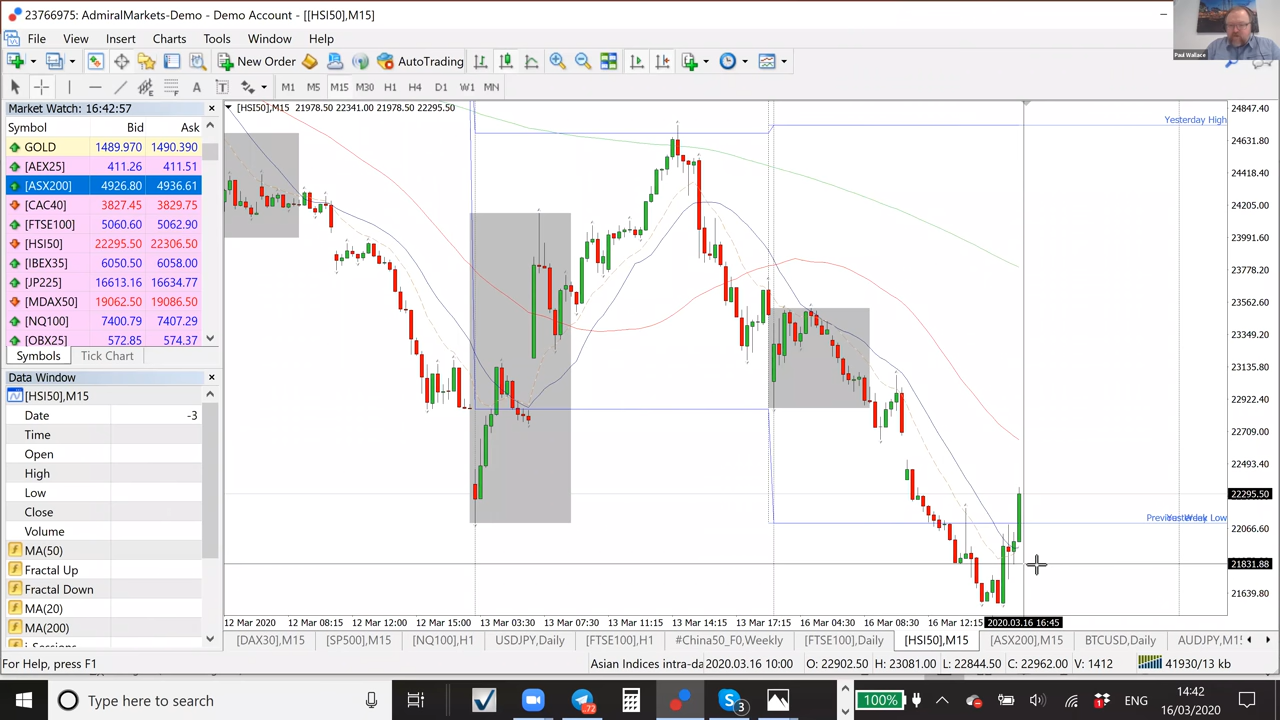 23766975: AdmiralMarkets-Demo - Demo Account - [[HSI50],M15]
Paul Wallace
File View Insert Charts Tools Window Help
New Order AutoTrading
A T M1 M5 M15 M30 H1 H4 D1 W1 MN
Market Watch: 16:42:57
Symbol Bid Ask
GOLD 1489.970 1490.390
[AEX25] 411.26 411.51
[ASX200] 4926.80 4936.61
[CAC40] 3827.45 3829.75
[FTSE100] 5060.60 5062.90
[HSI50] 22295.50 22306.50
[IBEX35] 6050.50 6058.00
[JP225] 16613.16 16634.77
[MDAX50] 19062.50 19086.50
[NQ100] 7400.79 7407.29
[OBX25] 572.85 574.37
Symbols Tick Chart
Data Window
[HSI50],M15
Date -3
Time
Open
High
Low
Close
Volume
MA(50)
Fractal Up
Fractal Down
MA(20)
MA(200)
[HSI50],M15 21978.50 22341.00 21978.50 22295.50
Yesterday High
24847.40
24631.80
24418.40
24205.00
23991.60
23778.20
23562.60
23349.20
23135.80
22922.40
22709.00
22493.40
22295.50
22066.60
21831.88
21639.80
12 Mar 2020 12 Mar 12:15 12 Mar 15:15 13 Mar 03:30 13 Mar 07:30 13 Mar 11:15 13 Mar 14:15 13 Mar 17:15 16 Mar 04:30 16 Mar 08:30 16 Mar 12:15 2020.03.16 16:45
[DAX30],M15 [SP500],M15 [NQ100],H1 USDJPY,Daily [FTSE100],H1 #China50_F0,Weekly [FTSE100],Daily [HSI50],M15 [ASX200],M15 BTCUSD,Daily AUDJPY,M15
For Help, press F1 Asian Indices intra-da 2020.03.16 10:00 O: 22902.50 H: 23081.00 L: 22844.50 C: 22962.00 V: 1412 41930/13 kb
Type here to search
72
3
100%
2
ENG
14:42
16/03/2020